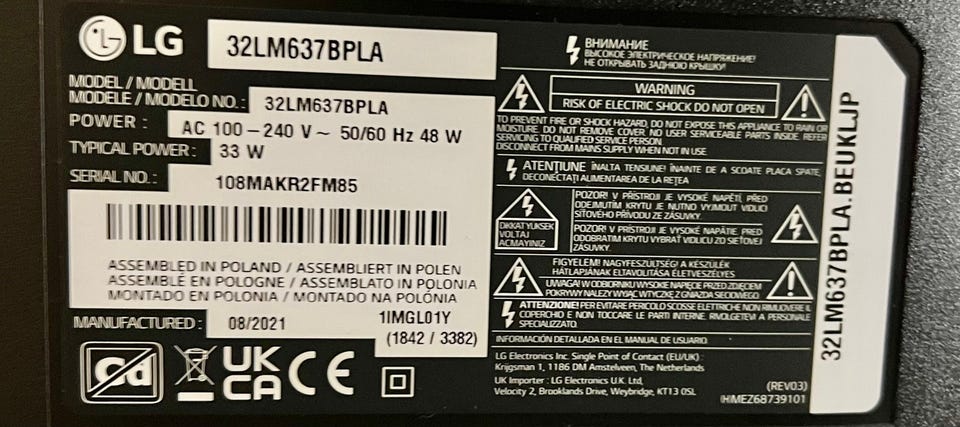 LG
32LM637BPLA
MODEL / MODELL
MODELE / MODELO NO.: 32LM637BPLA
POWER : AC 100 – 240 V ~ 50/60 Hz 48 W
TYPICAL POWER : 33 W
SERIAL NO. : 108MAKR2FM85
ASSEMBLED IN POLAND / ASSEMBLIERT IN POLEN
ASSEMBLÉ EN POLOGNE / ASSEMBLATO IN POLONIA
MONTADO EN POLONIA / MONTADO NA POLÓNIA
MANUFACTURED : 08/2021 1IMGL01Y
(1842 / 3382)
Cd
UK
CA
CE
ВНИМАНИЕ
ВЫСОКОЕ ЭЛЕКТРИЧЕСКОЕ НАПРЯЖЕНИЕ!
НЕ ОТКРЫВАТЬ ЗАДНЮЮ КРЫШКУ!
WARNING
RISK OF ELECTRIC SHOCK DO NOT OPEN
TO PREVENT FIRE OR SHOCK HAZARD, DO NOT EXPOSE THIS APPLIANCE TO RAIN OR
MOISTURE. DO NOT REMOVE COVER. NO USER SERVICEABLE PARTS INSIDE. REFER
SERVICING TO QUALIFIED SERVICE PERSON.
DISCONNECT FROM MAINS SUPPLY WHEN NOT IN USE.
ATENȚIUNE ÎNALTA TENSIUNE! ÎNAINTE DE A SCOATE PLACA SPATE,
DECONECTAȚI ALIMENTAREA DE LA REȚEA
DIKKAT YUKSEK
VOLTAJ
ACMAYINIZ
POZOR! V PŘÍSTROJI JE VYSOKÉ NAPĚTÍ, PŘED
ODEJMUTÍM KRYTU JE NUTNO VYJMOUT VIDLICI
SÍŤOVÉHO PŘÍVODU ZE ZÁSUVKY.
POZOR! V PRÍSTROJI JE VYSOKÉ NAPÄTIE. PRED
ODOBRATIM KRYTU VYBRAŤ VIDLICU ZO SIEŤOVEJ
ZÁSUVKY.
FIGYELEM! NAGYFESZÜLTSÉG! A KÉSZÜLÉK
HÁTLAPJÁNAK ELTÁVOLÍTÁSA ÉLETVESZÉLYES
UWAGA! W ODBIORNIKU WYSOKIE NAPIĘCIE PRZED ZDJĘCIEM
POKRYWY NALEŻY WYJĄĆ WTYCZKĘ Z GNIAZDA SIECIOWEGO
ATTENZIONE! PER EVITARE PERICOLO SCOSSE ELETTRICHE NON RIMUOVERE IL
COPERCHIO E NON TOCCARE LE PARTI INTERNE. RIVOLGETEVI A PERSONALE
SPECIALIZZATO.
INFORMACIÓN DETALLADA EN EL MANUAL DE USUARIO.
LG Electronics Inc. Single Point of Contact (EU/UK) :
Krijgsman 1, 1186 DM Amstelveen, The Netherlands
UK Importer : LG Electronics U.K. Ltd,
Velocity 2, Brooklands Drive, Weybridge, KT13 0SL
(REV03)
(H)MEZ68739101
32LM637BPLA.BEUKLJP